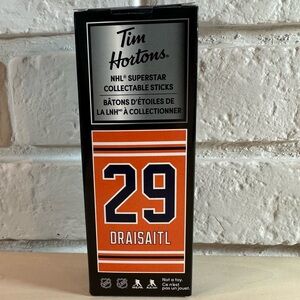 Tim
Hortons
NHL® SUPERSTAR
COLLECTABLE STICKS
BÂTONS D'ÉTOILES DE
LA LNHᴹᴰ À COLLECTIONNER
29
DRAISAITL
Not a toy.
Ce n'est
pas un jouet.